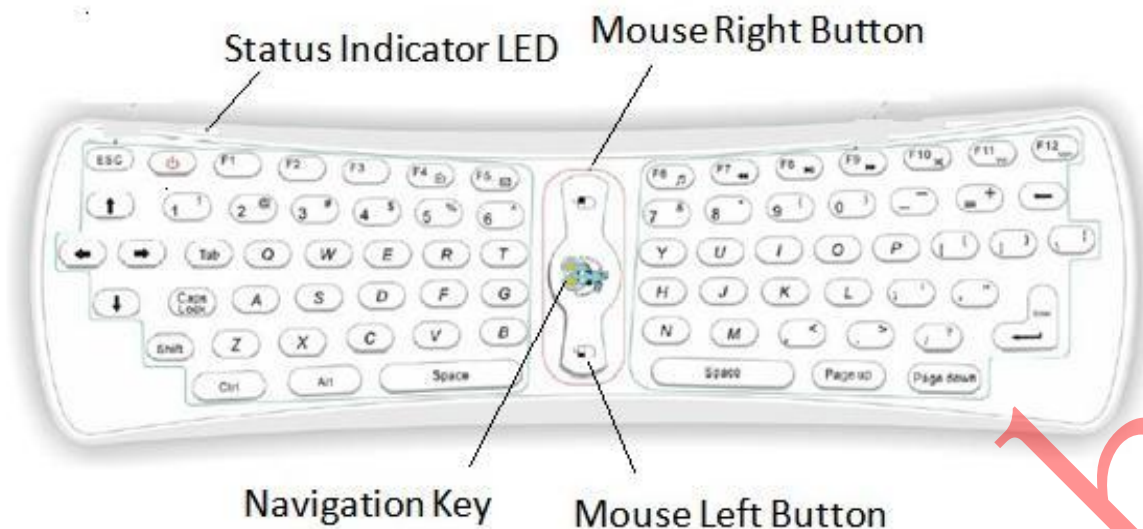 Status Indicator LED
Mouse Right Button
ESC F1 F2 F3 F4 F5 F6 F7 F8 F9 F10 F11 F12
1 ! 2 @ 3 # 4 $ 5 % 6 ^ 7 & 8 * 9 ( 0 ) _ - = +
Tab Q W E R T Y U I O P [ { ] } \ |
Caps Lock A S D F G H J K L ; ' , "
Shift Z X C V B N M , < . > / ?
Enter
Ctrl Alt Space Space Page up Page down
Navigation Key
Mouse Left Button
b